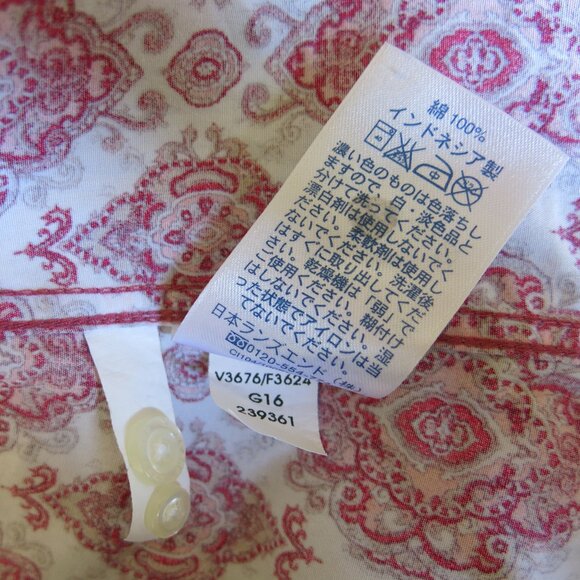 綿 100%
インドネシア製
濃い色のものは色落ちし
ますので、白・淡色品と
分けて洗ってください。
漂白剤は使用しないでく
ださい。柔軟剤は使用し
ないでください。洗濯後
はすぐに取り出してくだ
ご使用ください。糊付け
はしないでください。
乾燥機は「弱」で
湿
った状態でアイロンは当
てないでください。
日本ランズエンド
0120-554-
V3676/F3624
G16
239361